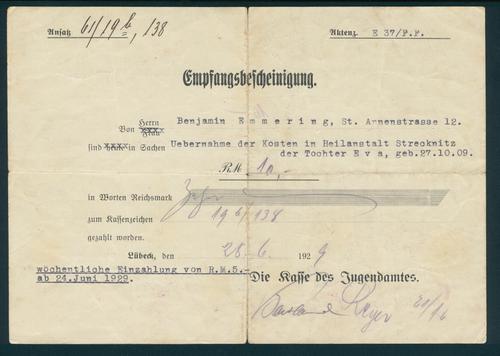 Ansatz 61/19 b, 138
Aktenz. E 37/F.F.
Empfangsbescheinigung.
Von Herrn Benjamin E m m e r i n g, St. Annenstrasse 12.
Frau
sind in Sachen Uebernahme der Kosten in Heilanstalt Strecknitz
der Tochter E v a, geb.27.10.09.
RM 10,-
in Worten Reichsmark Zehn
zum Kassenzeichen 19 b/138
gezahlt worden.
Lübeck, den 28. 6. 1929
wöchentliche Einzahlung von R.M.5.-
ab 24.Juni 1929.
Die Kasse des Jugendamtes.